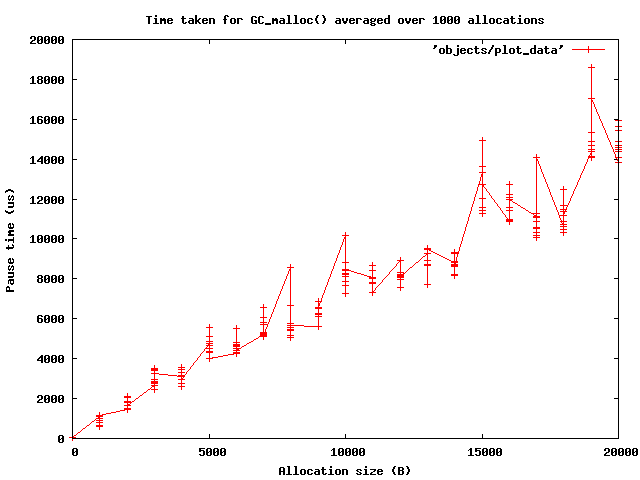 Time taken for GC_malloc() averaged over 1000 allocations
'objects/plot_data'
20000
18000
16000
14000
12000
10000
8000
6000
4000
2000
0
Pause time (us)
0 5000 10000 15000 20000
Allocation size (B)